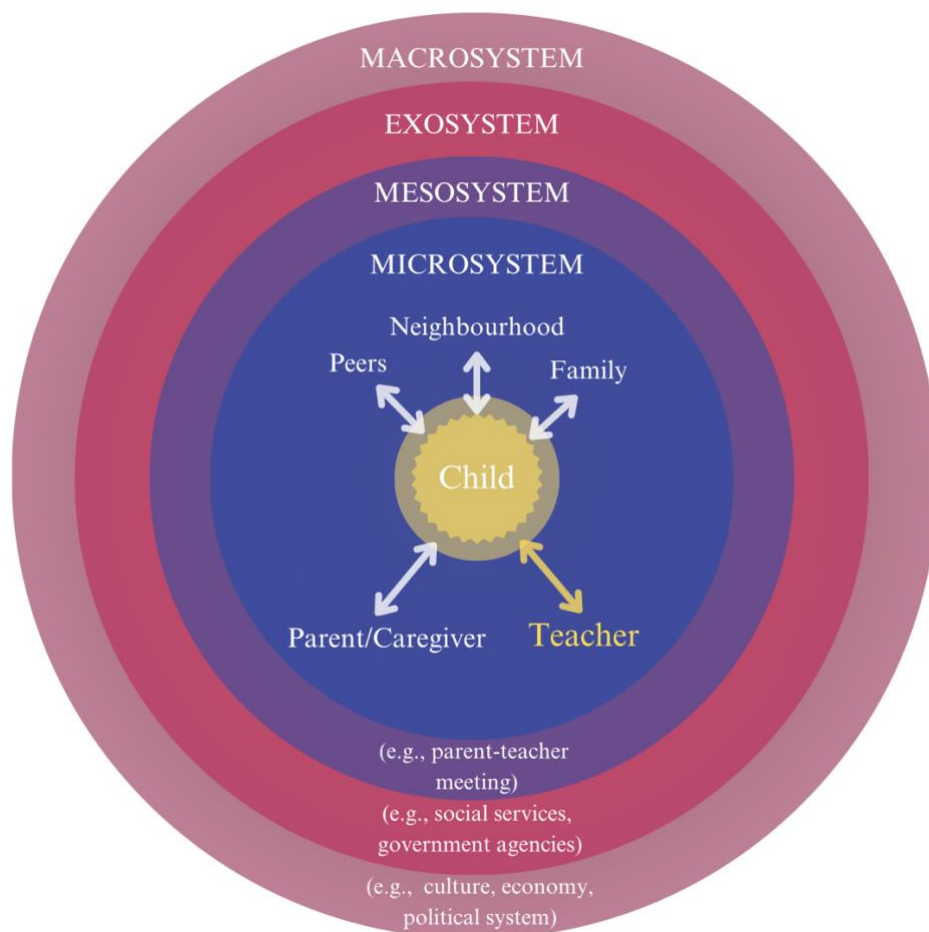 MACROSYSTEM
EXOSYSTEM
MESOSYSTEM
MICROSYSTEM
Neighbourhood
Peers
Family
Child
Parent/Caregiver
Teacher
(e.g., parent-teacher
meeting)
(e.g., social services,
government agencies)
(e.g., culture, economy,
political system)